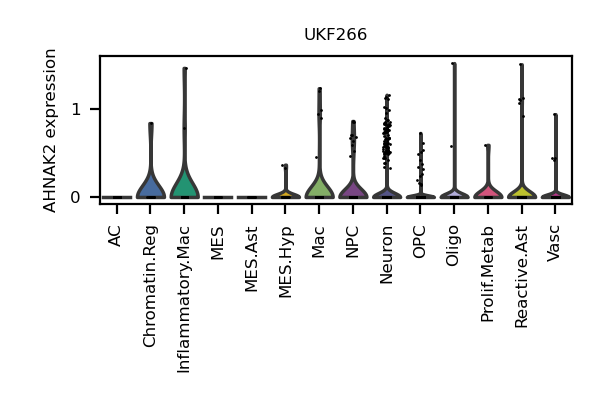 UKF266
AHNAK2 expression
1
0
AC
Chromatin.Reg
Inflammatory.Mac
MES
MES.Ast
MES.Hyp
Mac
NPC
Neuron
OPC
Oligo
Prolif.Metab
Reactive.Ast
Vasc